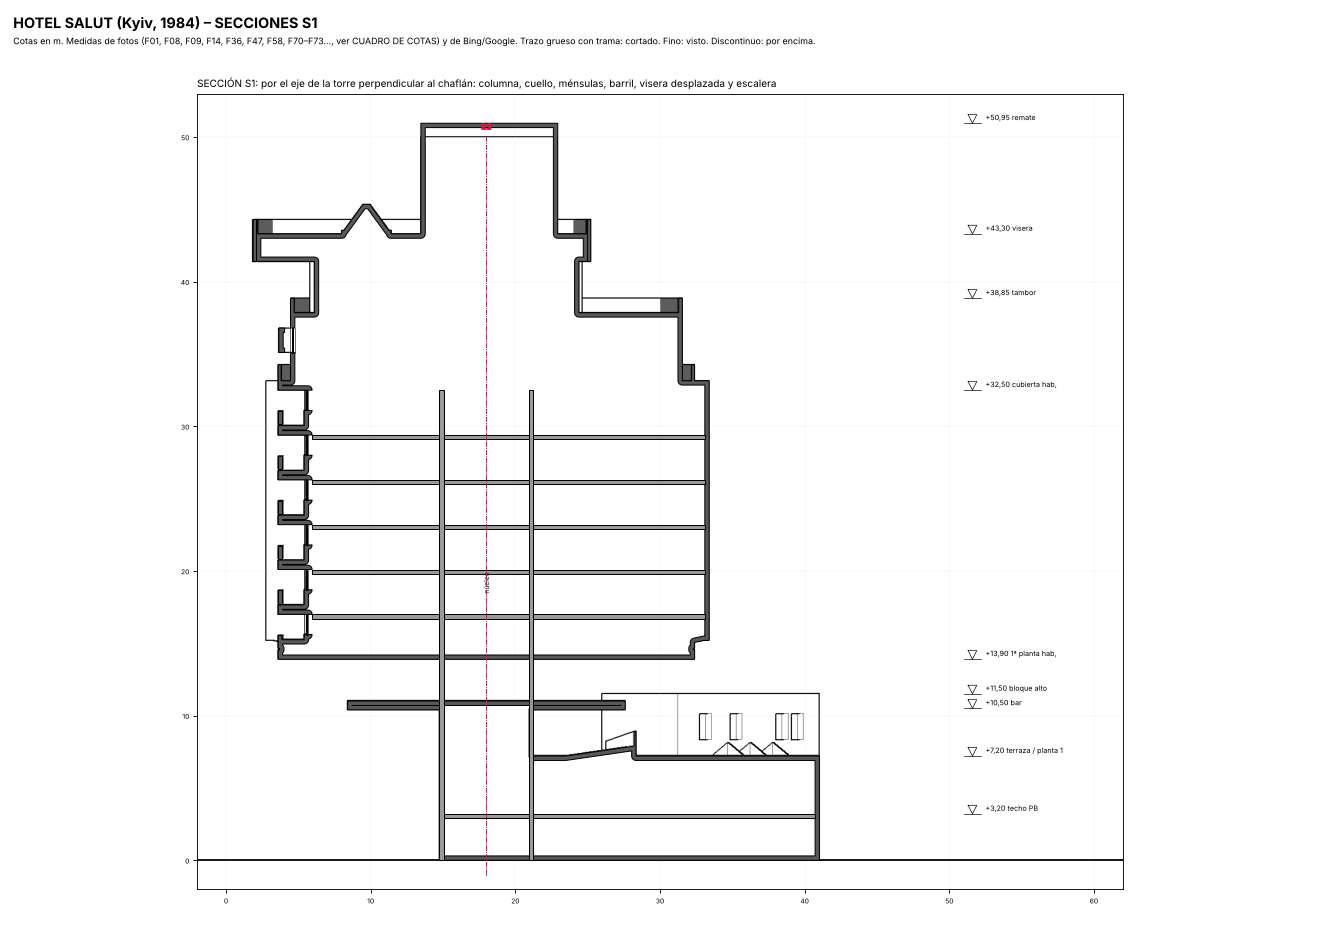 HOTEL SALUT (Kyiv, 1984) – SECCIONES S1
Cotas en m. Medidas de fotos (F01, F08, F09, F14, F36, F47, F58, F70–F73..., ver CUADRO DE COTAS) y de Bing/Google. Trazo grueso con trama: cortado. Fino: visto. Discontinuo: por encima.
SECCIÓN S1: por el eje de la torre perpendicular al chaflán: columna, cuello, ménsulas, barril, visera desplazada y escalera
+50,95 remate
50
+43,30 visera
40
+38,85 tambor
+32,50 cubierta hab,
30
20
núcleo
+13,90 1ª planta hab,
+11,50 bloque alto
+10,50 bar
10
+7,20 terraza / planta 1
+3,20 techo PB
0
0 10 20 30 40 50 60